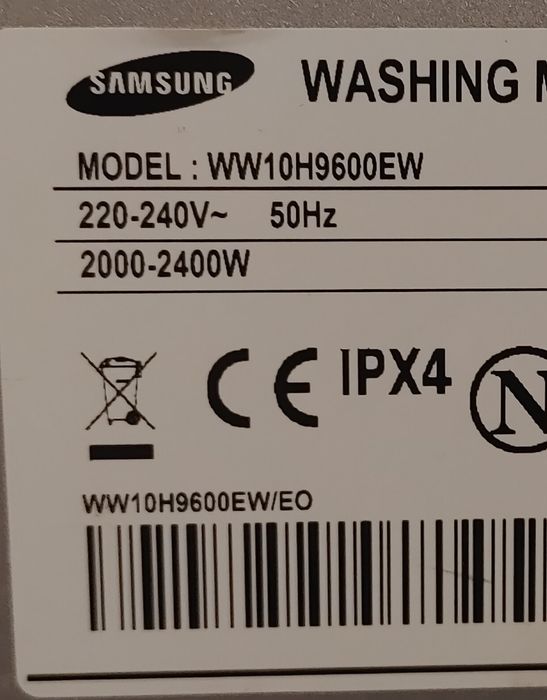 SAMSUNG WASHING
MODEL : WW10H9600EW
220-240V~ 50Hz
2000-2400W
CE IPX4 N
WW10H9600EW/EO